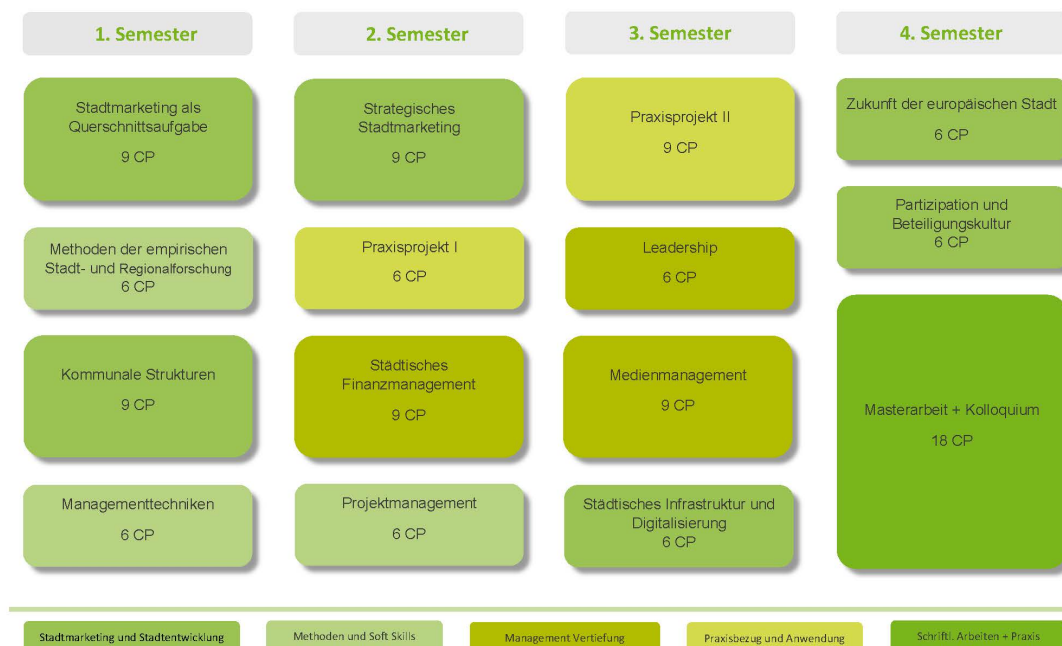 1. Semester
2. Semester
3. Semester
4. Semester
Stadtmarketing als
Querschnittsaufgabe
9 CP
Strategisches
Stadtmarketing
9 CP
Praxisprojekt II
9 CP
Zukunft der europäischen Stadt
6 CP
Methoden der empirischen
Stadt- und Regionalforschung
6 CP
Praxisprojekt I
6 CP
Leadership
6 CP
Partizipation und
Beteiligungskultur
6 CP
Kommunale Strukturen
9 CP
Städtisches
Finanzmanagement
9 CP
Medienmanagement
9 CP
Masterarbeit + Kolloquium
18 CP
Managementtechniken
6 CP
Projektmanagement
6 CP
Städtisches Infrastruktur und
Digitalisierung
6 CP
Stadtmarketing und Stadtentwicklung
Methoden und Soft Skills
Management Vertiefung
Praxisbezug und Anwendung
Schriftl. Arbeiten + Praxis